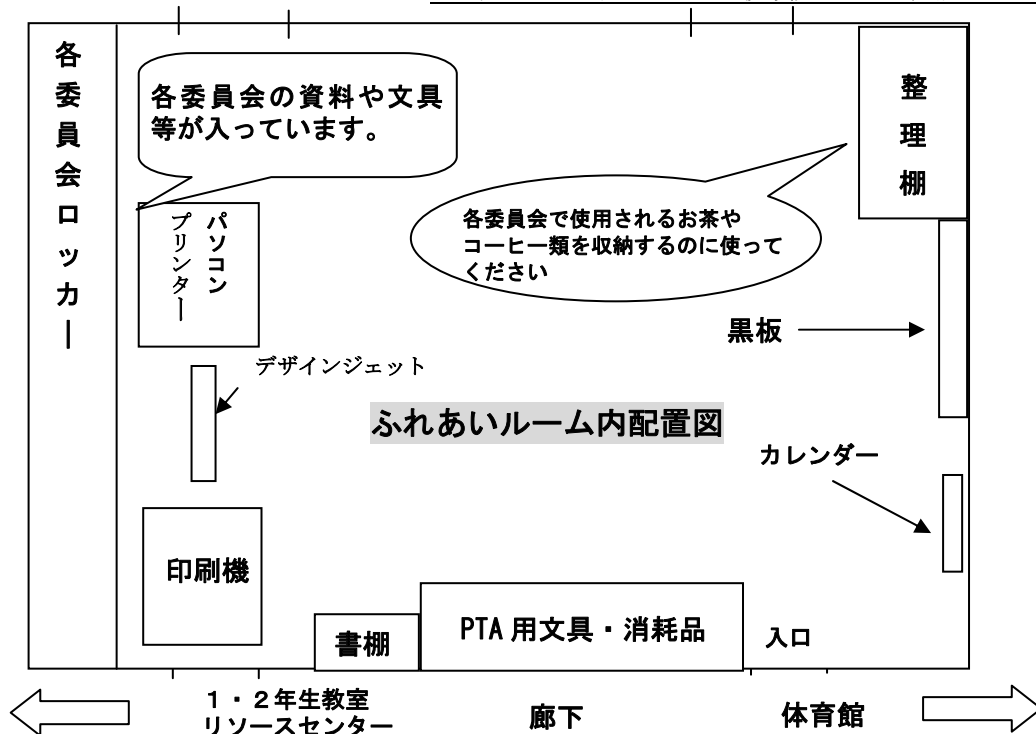 各委員会ロッカー
各委員会の資料や文具
等が入っています。
整理棚
パソコン
プリンター
各委員会で使用されるお茶や
コーヒー類を収納するのに使って
ください
黒板
デザインジェット
ふれあいルーム内配置図
カレンダー
印刷機
書棚
PTA用文具・消耗品
入口
1・2年生教室
リソースセンター
廊下
体育館